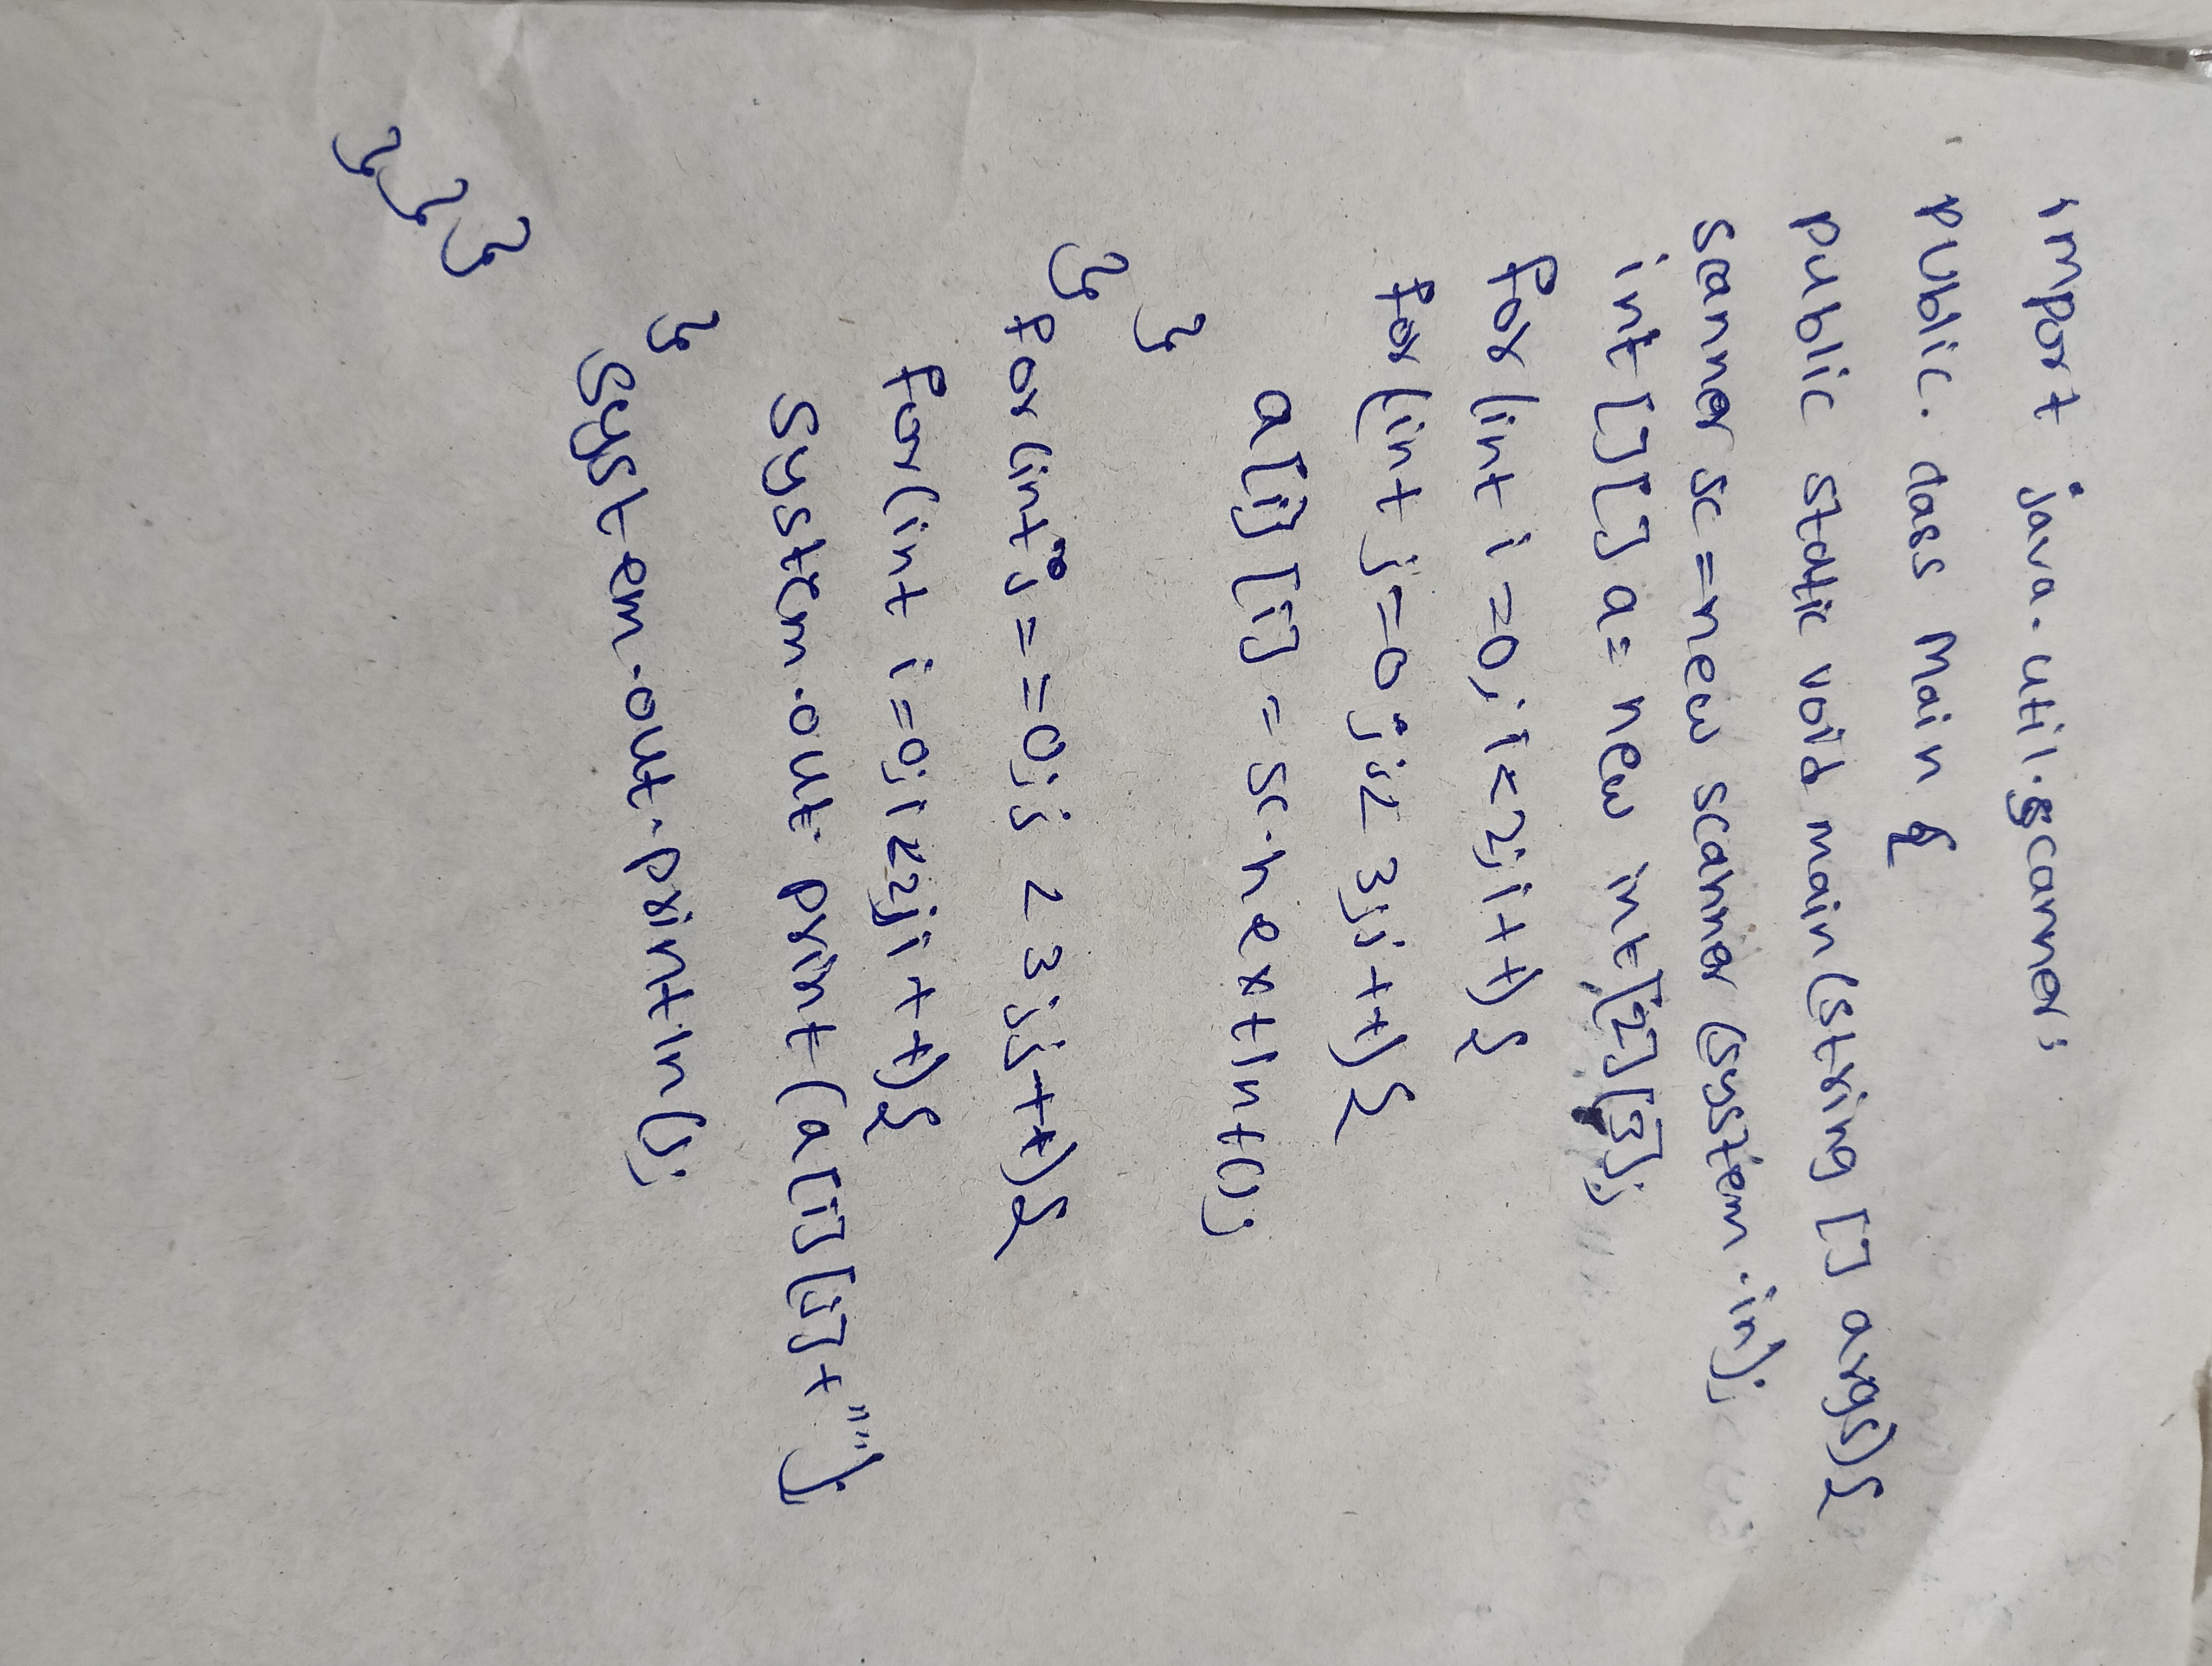 import java.util.scanner;
public. class Main {
public static void main(string [] args){
sanner sc = new scanner (system.in);
int[][] a= new int[2][3];
for(int i=0; i<2; i++){
for(int j=0; j< 3; j++){
a[i][i] = sc.nextInt();
}
}
for(int j==0; j < 3; j++){
for(int i=0; i<2; i++){
system.out.print(a[i][i]+"");
}
system.out.println();
}}}